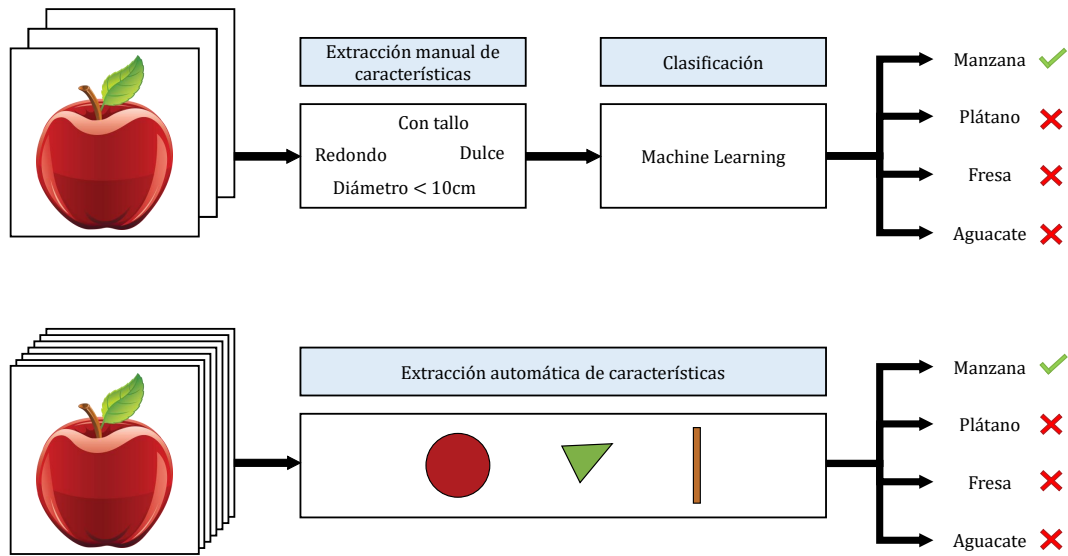 Extracción manual de
características
Clasificación
Con tallo
Redondo
Dulce
Diámetro < 10cm
Machine Learning
Manzana
Plátano
Fresa
Aguacate
Extracción automática de características
Manzana
Plátano
Fresa
Aguacate